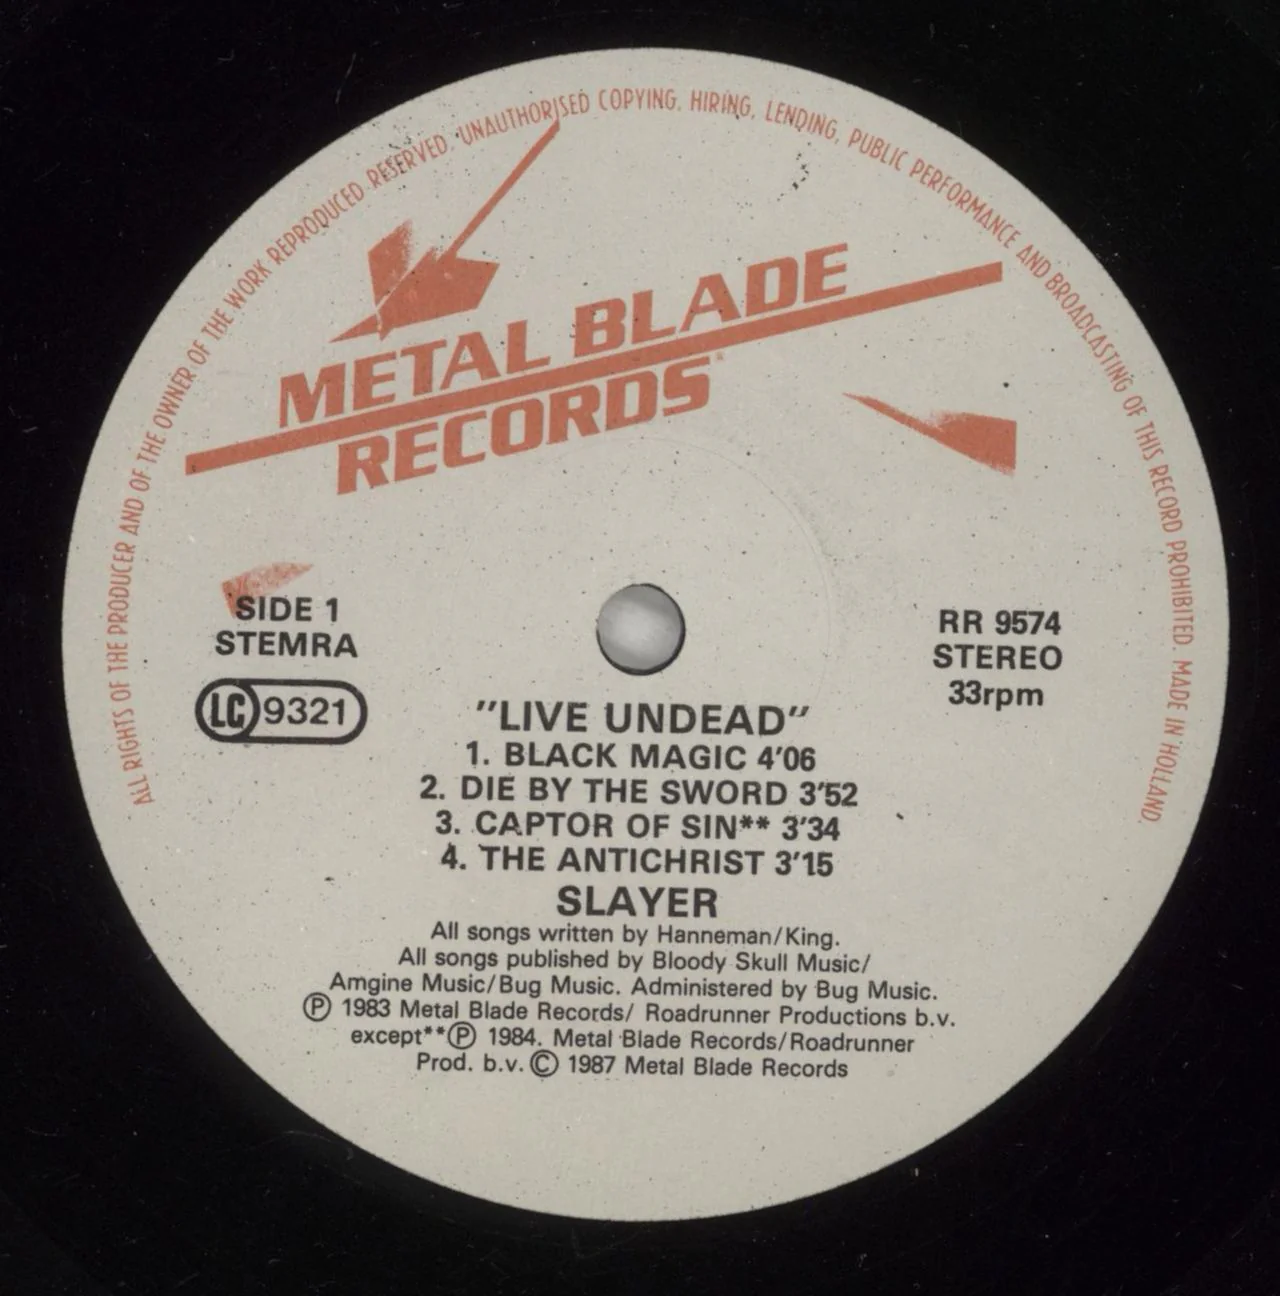 ALL RIGHTS OF THE PRODUCER AND OF THE OWNER OF THE WORK REPRODUCED RESERVED. UNAUTHORISED COPYING, HIRING, LENDING, PUBLIC PERFORMANCE AND BROADCASTING OF THIS RECORD PROHIBITED. MADE IN HOLLAND.
METAL BLADE
RECORDS
SIDE 1
STEMRA
LC 9321
RR 9574
STEREO
33rpm
"LIVE UNDEAD"
1. BLACK MAGIC 4'06
2. DIE BY THE SWORD 3'52
3. CAPTOR OF SIN** 3'34
4. THE ANTICHRIST 3'15
SLAYER
All songs written by Hanneman/King.
All songs published by Bloody Skull Music/
Amgine Music/Bug Music. Administered by Bug Music.
Ⓟ 1983 Metal Blade Records/ Roadrunner Productions b.v.
except**Ⓟ 1984. Metal Blade Records/Roadrunner
Prod. b.v. © 1987 Metal Blade Records